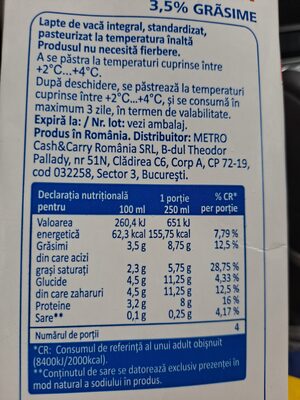 3,5% GRĂSIME
Lapte de vacă integral, standardizat,
pasteurizat la temperatura înaltă
Produsul nu necesită fierbere.
A se păstra la temperaturi cuprinse între
+2°C...+4°C.
După deschidere, se păstrează la temperaturi
cuprinse între +2°C...+4°C, și se consumă în
maximum 3 zile, în termen de valabilitate.
Expiră la: / Nr. lot: vezi ambalaj.
Produs în România. Distribuitor: METRO
Cash&Carry România SRL, B-dul Theodor
Pallady, nr 51N, Clădirea C6, Corp A, CP 72-19,
cod 032258, Sector 3, București.
Declarația nutrițională 1 porție % CR*
pentru 100 ml 250 ml per porție
Valoarea 260,4 kJ 651 kJ
energetică 62,3 kcal 155,75 kcal 7,79 %
Grăsimi 3,5 g 8,75 g 12,5 %
din care acizi
grași saturați 2,3 g 5,75 g 28,75 %
Glucide 4,5 g 11,25 g 4,33 %
din care zaharuri 4,5 g 11,25 g 12,5 %
Proteine 3,2 g 8 g 16 %
Sare** 0,1 g 0,25 g 4,17 %
Numărul de porții 4
*CR: Consumul de referință al unui adult obișnuit
(8400kJ/2000kcal).
**Conținutul de sare se datorează exclusiv prezenței în
mod natural a sodiului în produs.